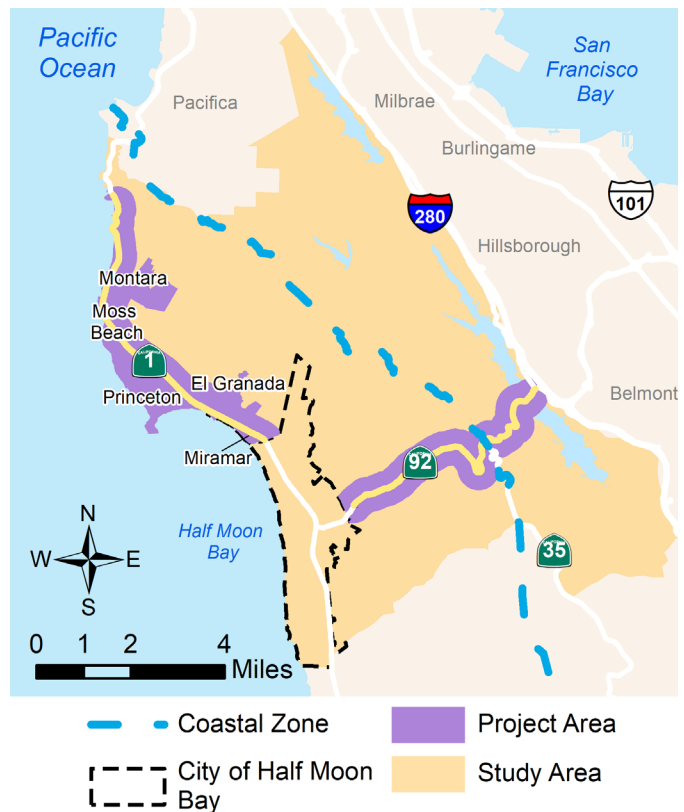 Pacific
Ocean
San
Francisco
Bay
Pacifica
Milbrae
Burlingame
280
101
Hillsborough
Montara
Moss
Beach
1
El Granada
Princeton
Belmont
Miramar
92
Half Moon
Bay
35
N
W
E
S
0 1 2 4
Miles
Coastal Zone
Project Area
City of Half Moon
Bay
Study Area